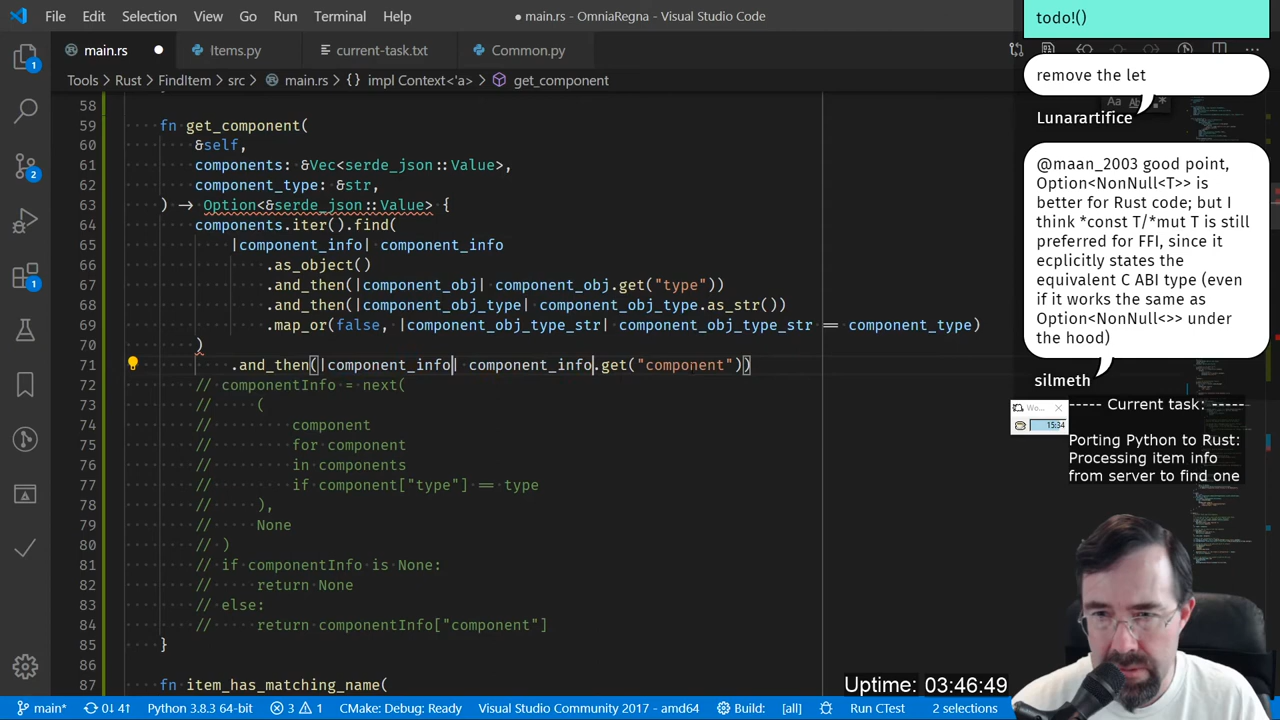 File Edit Selection View Go Run Terminal Help
● main.rs - OmniaRegna - Visual Studio Code
main.rs ● Items.py current-task.txt Common.py
Tools > Rust > FindItem > src > main.rs > {} impl Context<'a> > get_component
58
59 fn get_component(
60 &self,
61 components: &Vec<serde_json::Value>,
62 component_type: &str,
63 ) → Option<&serde_json::Value> {
64 components.iter().find(
65 |component_info| component_info
66 .as_object()
67 .and_then(|component_obj| component_obj.get("type"))
68 .and_then(|component_obj_type| component_obj_type.as_str())
69 .map_or(false, |component_obj_type_str| component_obj_type_str == component_type)
70 )
71 .and_then(|component_info| component_info.get("component"))
72 // componentInfo = next(
73 // (
74 // component
75 // for component
76 // in components
77 // if component["type"] == type
78 // ),
79 // None
80 // )
81 // if componentInfo is None:
82 // return None
83 // else:
84 // return componentInfo["component"]
85 }
86
87 fn item_has_matching_name(
todo!()
remove the let
Lunarartifice
@maan_2003 good point,
Option<NonNull<T>> is
better for Rust code; but I
think *const T/*mut T is still
preferred for FFI, since it
ecplicitly states the
equivalent C ABI type (even
if it works the same as
Option<NonNull<>> under
the hood)
silmeth
Wo...
15:34
----- Current task: -----
Porting Python to Rust:
Processing item info
from server to find one
Uptime: 03:46:49
main* 0↓ 4↑ Python 3.8.3 64-bit 3 1 CMake: Debug: Ready Visual Studio Community 2017 - amd64 Build: [all] Run CTest 2 selections